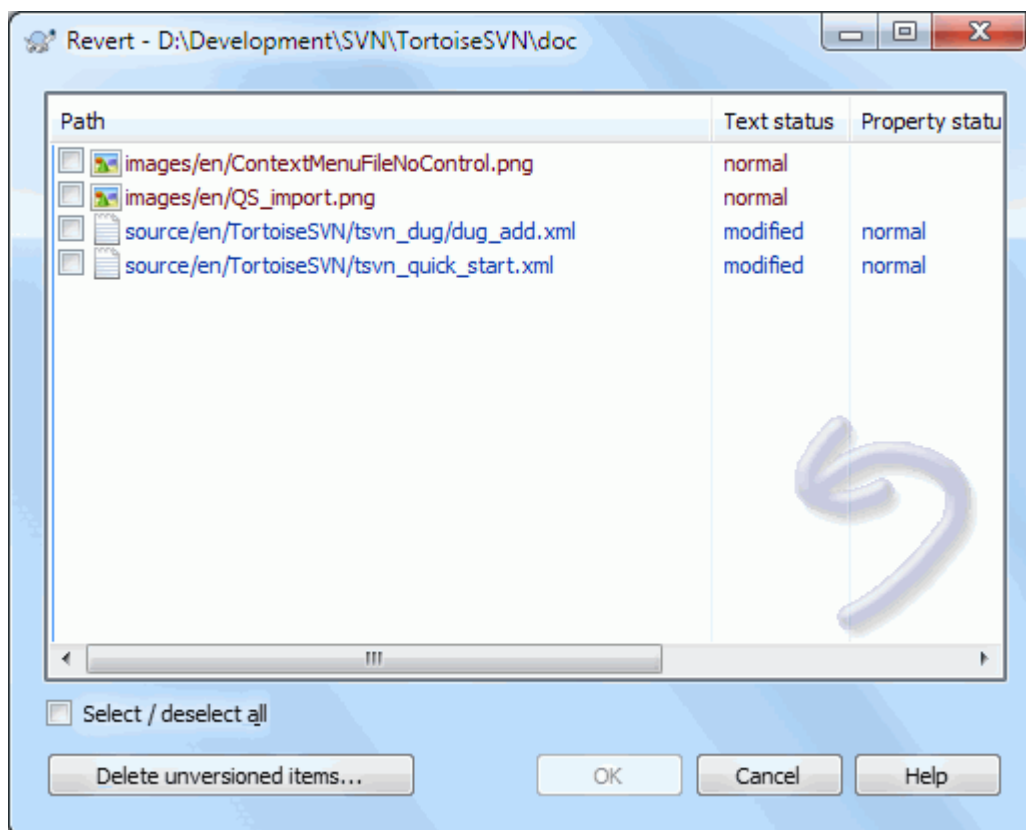 Revert - D:\Development\SVN\TortoiseSVN\doc
Path Text status Property statu
images/en/ContextMenuFileNoControl.png normal
images/en/QS_import.png normal
source/en/TortoiseSVN/tsvn_dug/dug_add.xml modified normal
source/en/TortoiseSVN/tsvn_quick_start.xml modified normal
Select / deselect all
Delete unversioned items... OK Cancel Help